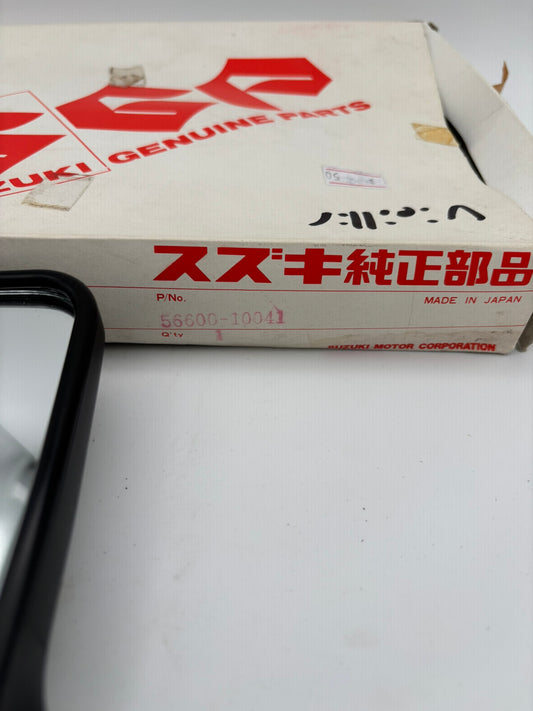 SGP
SUZUKI GENUINE PARTS
スズキ純正部品
P/No.
MADE IN JAPAN
56600-10041
Q'ty 1
SUZUKI MOTOR CORPORATION